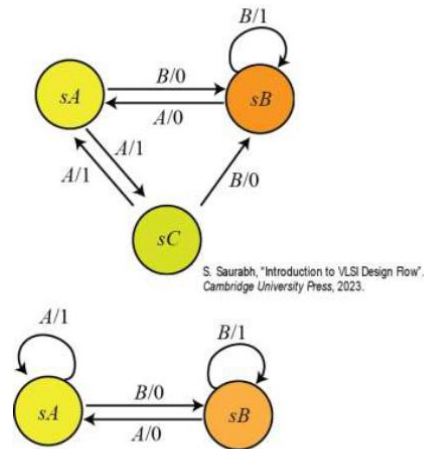 B/1
sA
B/0
A/0
sB
A/1
A/1
B/0
sC
S. Saurabh, "Introduction to VLSI Design Flow".
Cambridge University Press, 2023.
A/1
B/1
sA
B/0
A/0
sB